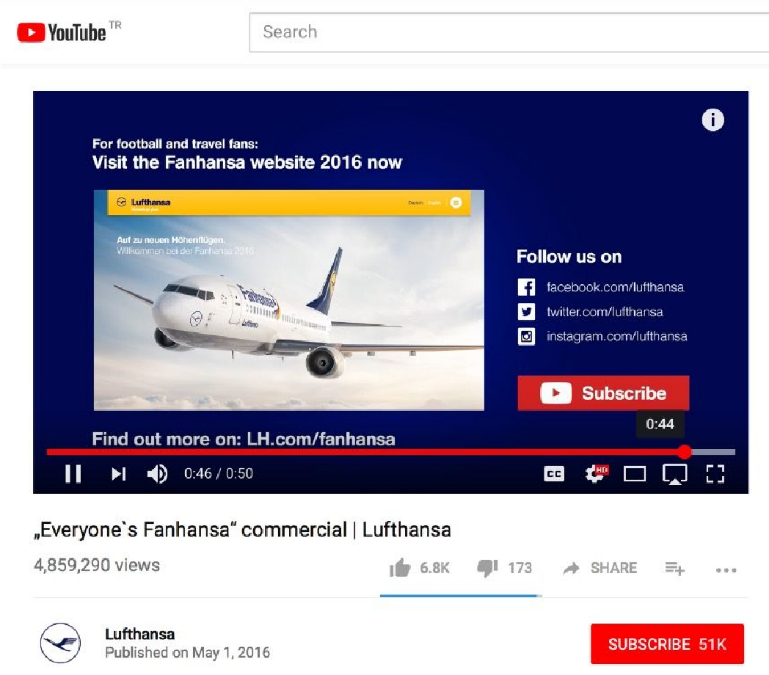 YouTube TR
Search
For football and travel fans:
Visit the Fanhansa website 2016 now
Lufthansa
Auf zu neuen Höhenflügen.
Willkommen bei der Fanhansa 2016
Fanhansa
Lufthansa
Follow us on
facebook.com/lufthansa
twitter.com/lufthansa
instagram.com/lufthansa
Subscribe
0:44
Find out more on: LH.com/fanhansa
0:46 / 0:50
CC
HD
„Everyone`s Fanhansa“ commercial | Lufthansa
4,859,290 views
6.8K
173
SHARE
Lufthansa
Published on May 1, 2016
SUBSCRIBE 51K